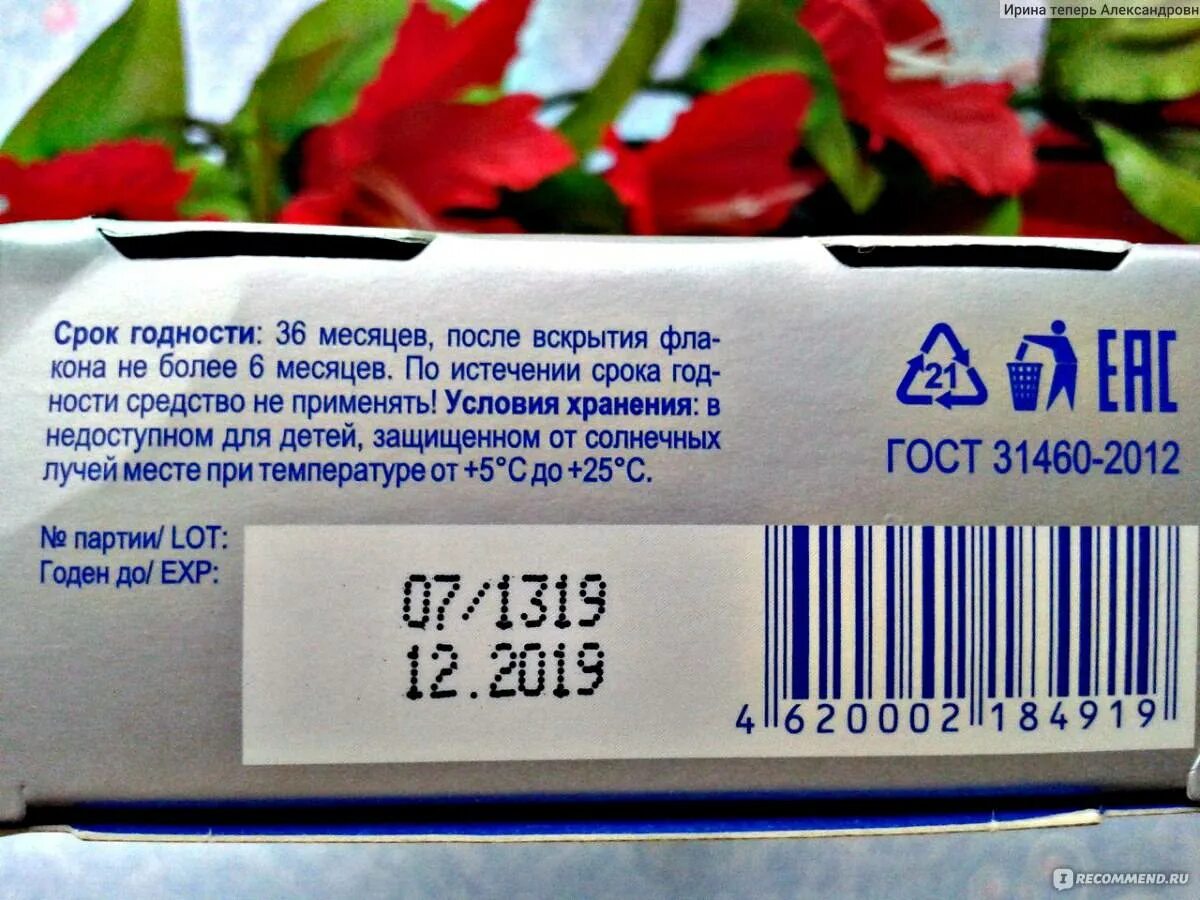 Ирина теперь Александровн
Срок годности: 36 месяцев, после вскрытия фла-
кона не более 6 месяцев. По истечении срока год-
ности средство не применять! Условия хранения: в
недоступном для детей, защищенном от солнечных
лучей месте при температуре от +5°С до +25°С.
21
EAC
ГОСТ 31460-2012
№ партии/ LOT:
Годен до/ EXP:
07/1319
12.2019
4 620002 184919
IRECOMMEND.RU